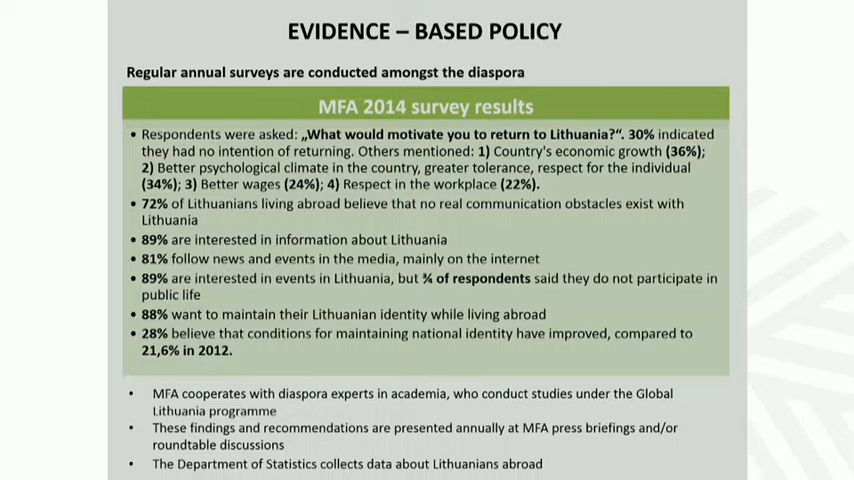 EVIDENCE – BASED POLICY
Regular annual surveys are conducted amongst the diaspora
MFA 2014 survey results
• Respondents were asked: „What would motivate you to return to Lithuania?“. 30% indicated
they had no intention of returning. Others mentioned: 1) Country's economic growth (36%);
2) Better psychological climate in the country, greater tolerance, respect for the individual
(34%); 3) Better wages (24%); 4) Respect in the workplace (22%).
• 72% of Lithuanians living abroad believe that no real communication obstacles exist with
Lithuania
• 89% are interested in information about Lithuania
• 81% follow news and events in the media, mainly on the internet
• 89% are interested in events in Lithuania, but ¾ of respondents said they do not participate in
public life
• 88% want to maintain their Lithuanian identity while living abroad
• 28% believe that conditions for maintaining national identity have improved, compared to
21,6% in 2012.
• MFA cooperates with diaspora experts in academia, who conduct studies under the Global
Lithuania programme
• These findings and recommendations are presented annually at MFA press briefings and/or
roundtable discussions
• The Department of Statistics collects data about Lithuanians abroad